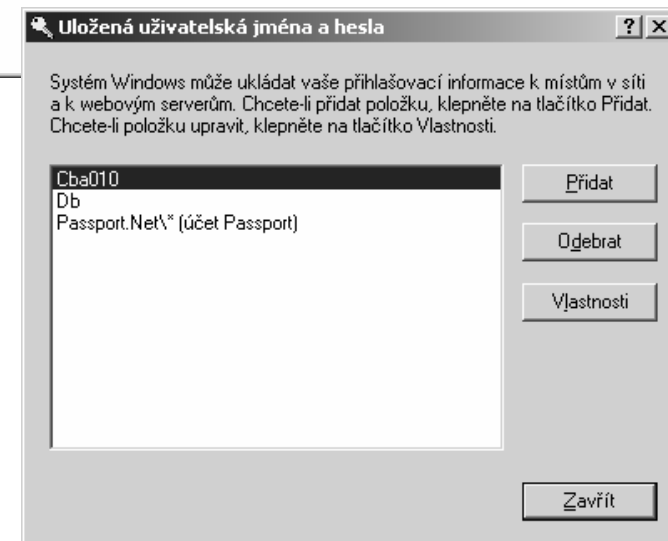 Uložená uživatelská jména a hesla
Systém Windows může ukládat vaše přihlašovací informace k místům v síti
a k webovým serverům. Chcete-li přidat položku, klepněte na tlačítko Přidat.
Chcete-li položku upravit, klepněte na tlačítko Vlastnosti.
Cba010
Db
Passport.Net\* (účet Passport)
Přidat
Odebrat
Vlastnosti
Zavřít